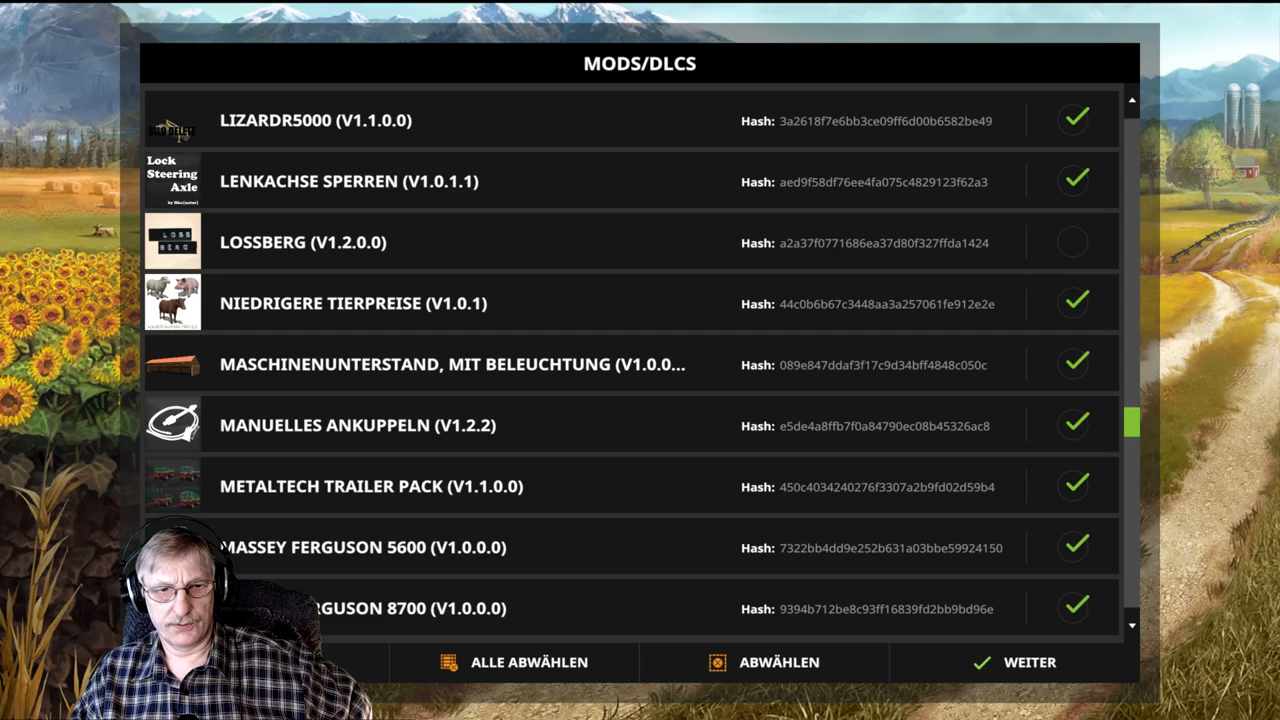 MODS/DLCS
LIZARDR5000 (V1.1.0.0) Hash: 3a2618f7e6bb3ce09ff6d00b6582be49
Lock
Steering
Axle
LENKACHSE SPERREN (V1.0.1.1) Hash: aed9f58df76ee4fa075c4829123f62a3
LOSS
BERG
LOSSBERG (V1.2.0.0) Hash: a2a37f0771686ea37d80f327ffda1424
NIEDRIGERE TIERPREISE (V1.0.1) Hash: 44c0b6b67c3448aa3a257061fe912e2e
MASCHINENUNTERSTAND, MIT BELEUCHTUNG (V1.0.0... Hash: 089e847ddaf3f17c9d34bff4848c050c
MANUELLES ANKUPPELN (V1.2.2) Hash: e5de4a8ffb7f0a84790ec08b45326ac8
METALTECH TRAILER PACK (V1.1.0.0) Hash: 450c4034240276f3307a2b9fd02d59b4
MASSEY FERGUSON 5600 (V1.0.0.0) Hash: 7322bb4dd9e252b631a03bbe59924150
RGUSON 8700 (V1.0.0.0) Hash: 9394b712be8c93ff16839fd2bb9bd96e
ALLE ABWÄHLEN ABWÄHLEN WEITER